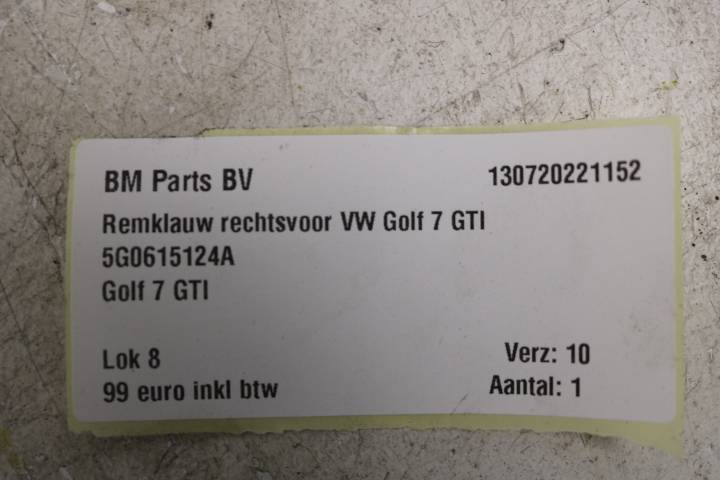 BM Parts BV 130720221152
Remklauw rechtsvoor VW Golf 7 GTI
5G0615124A
Golf 7 GTI
Lok 8 Verz: 10
99 euro inkl btw Aantal: 1